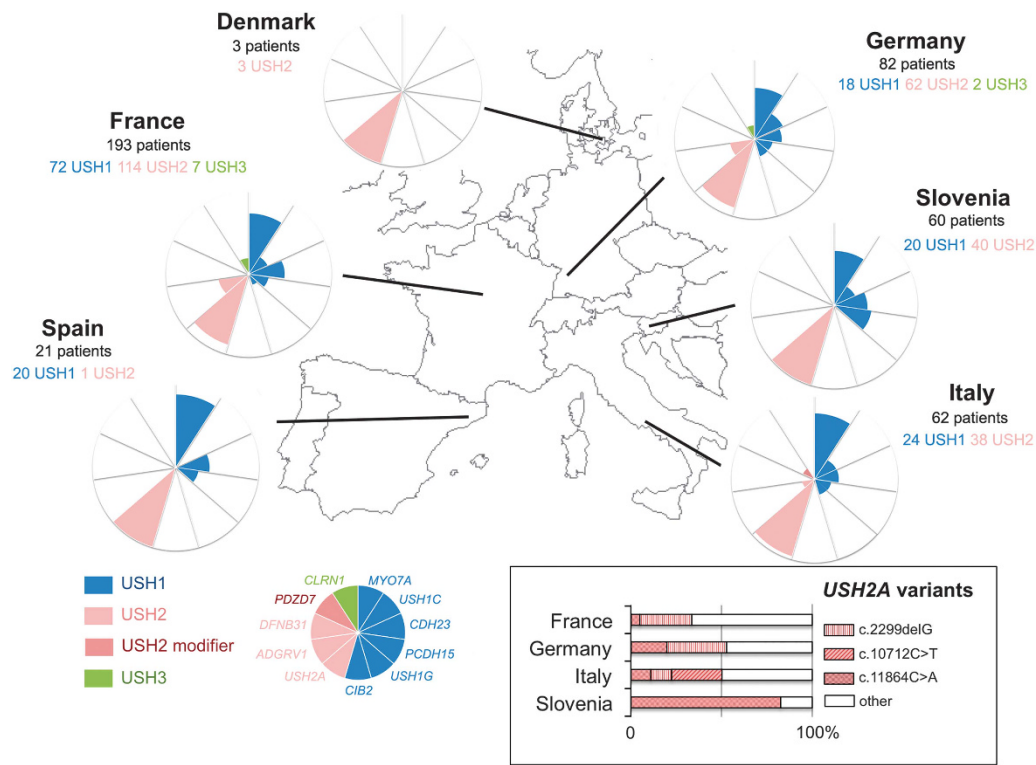 Denmark
3 patients
3 USH2
Germany
82 patients
18 USH1 62 USH2 2 USH3
France
193 patients
72 USH1 114 USH2 7 USH3
Slovenia
60 patients
20 USH1 40 USH2
Spain
21 patients
20 USH1 1 USH2
Italy
62 patients
24 USH1 38 USH2
USH1
USH2
USH2 modifier
USH3
CLRN1
MYO7A
PDZD7
USH1C
DFNB31
CDH23
ADGRV1
PCDH15
USH2A
USH1G
CIB2
USH2A variants
France
Germany
Italy
Slovenia
0
100%
c.2299delG
c.10712C>T
c.11864C>A
other